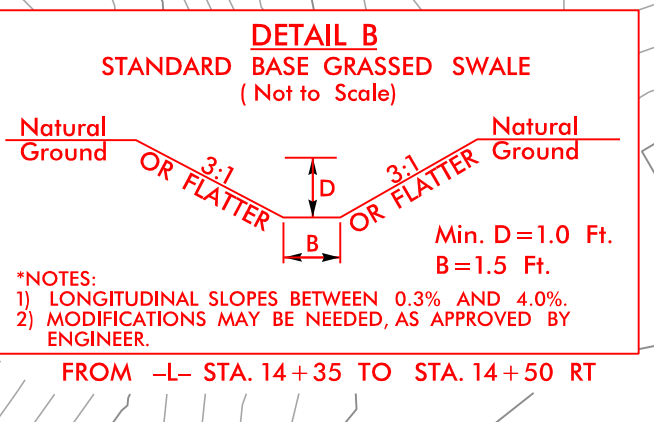 DETAIL B
STANDARD BASE GRASSED SWALE
( Not to Scale)
Natural
Ground
3:1
OR FLATTER
D
B
3:1
OR FLATTER
Natural
Ground
Min. D=1.0 Ft.
B=1.5 Ft.
*NOTES:
1) LONGITUDINAL SLOPES BETWEEN 0.3% AND 4.0%.
2) MODIFICATIONS MAY BE NEEDED, AS APPROVED BY
ENGINEER.
FROM -L- STA. 14+35 TO STA. 14+50 RT